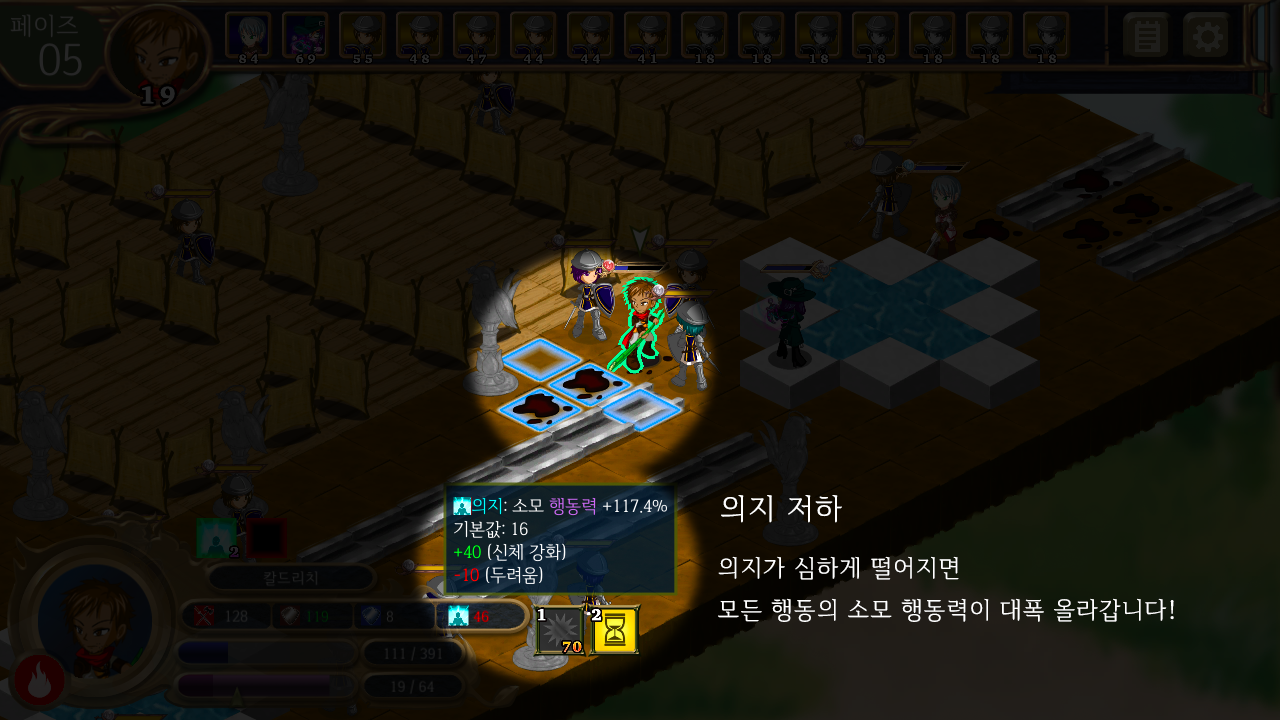 페이즈
05
19
84 69 55 48 47 44 44 41 18 18 18 18 18 18 18
의지: 소모 행동력 +117.4%
기본값: 16
+40 (신체 강화)
-10 (두려움)
의지 저하
의지가 심하게 떨어지면
모든 행동의 소모 행동력이 대폭 올라갑니다!
2
칼드리치
128 119 8 46
1 2
70
111 / 391
19 / 64